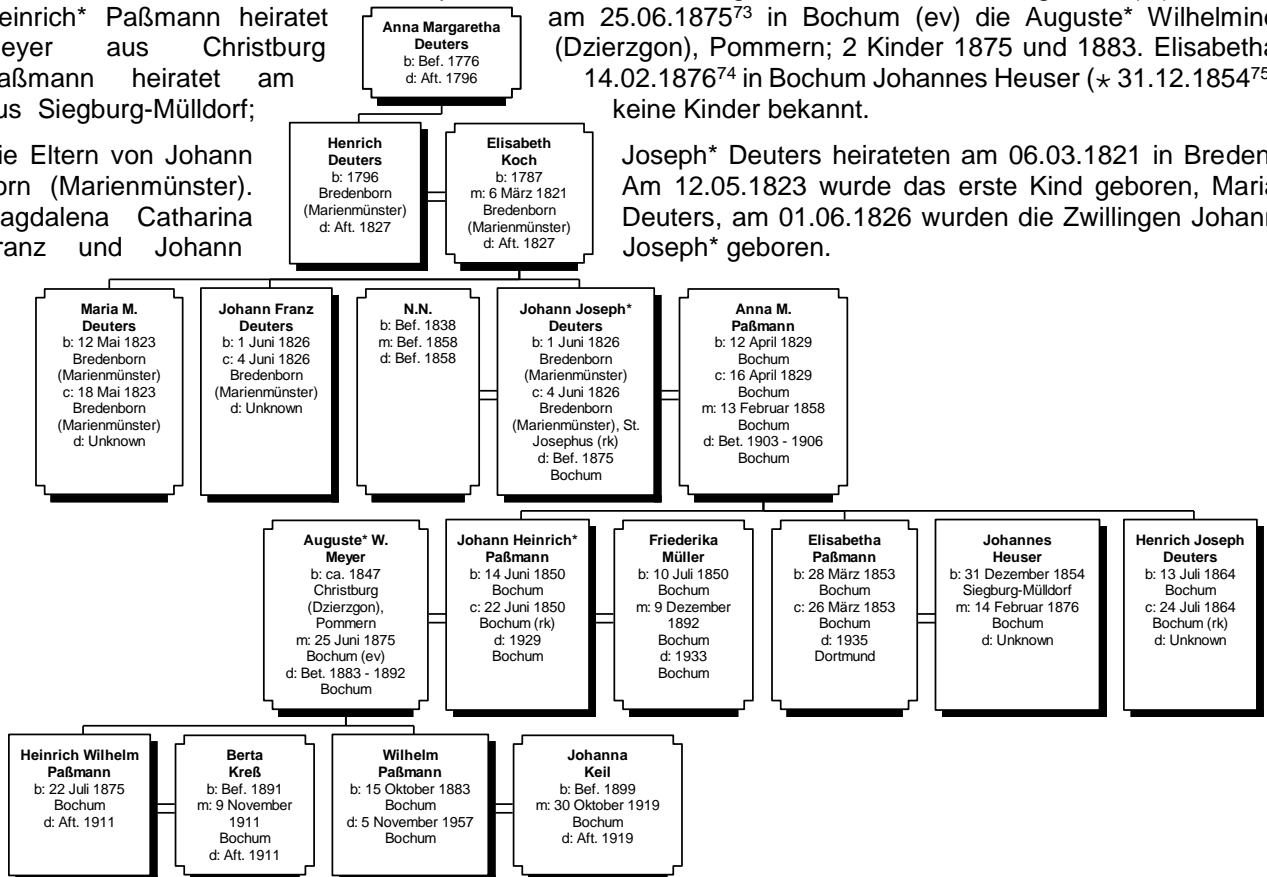 einrich* Paßmann heiratet am 25.06.1875⁷³ in Bochum (ev) die Auguste* Wilhelmine
eyer aus Christburg (Dzierzgon), Pommern; 2 Kinder 1875 und 1883. Elisabetha
aßmann heiratet am 14.02.1876⁷⁴ in Bochum Johannes Heuser (⋆ 31.12.1854⁷⁵
us Siegburg-Mülldorf; keine Kinder bekannt.
ie Eltern von Johann Joseph* Deuters heirateten am 06.03.1821 in Breden
orn (Marienmünster). Am 12.05.1823 wurde das erste Kind geboren, Maria
agdalena Catharina Deuters, am 01.06.1826 wurden die Zwillingen Johann
ranz und Johann Joseph* geboren.
Anna Margaretha
Deuters
b: Bef. 1776
d: Aft. 1796
Henrich
Deuters
b: 1796
Bredenborn
(Marienmünster)
d: Aft. 1827
Elisabeth
Koch
b: 1787
m: 6 März 1821
Bredenborn
(Marienmünster)
d: Aft. 1827
Maria M.
Deuters
b: 12 Mai 1823
Bredenborn
(Marienmünster)
c: 18 Mai 1823
Bredenborn
(Marienmünster)
d: Unknown
Johann Franz
Deuters
b: 1 Juni 1826
c: 4 Juni 1826
Bredenborn
(Marienmünster)
d: Unknown
N.N.
b: Bef. 1838
m: Bef. 1858
d: Bef. 1858
Johann Joseph*
Deuters
b: 1 Juni 1826
Bredenborn
(Marienmünster)
c: 4 Juni 1826
Bredenborn
(Marienmünster), St.
Josephus (rk)
d: Bef. 1875
Bochum
Anna M.
Paßmann
b: 12 April 1829
Bochum
c: 16 April 1829
Bochum
m: 13 Februar 1858
Bochum
d: Bet. 1903 - 1906
Bochum
Auguste* W.
Meyer
b: ca. 1847
Christburg
(Dzierzgon),
Pommern
m: 25 Juni 1875
Bochum (ev)
d: Bet. 1883 - 1892
Bochum
Johann Heinrich*
Paßmann
b: 14 Juni 1850
Bochum
c: 22 Juni 1850
Bochum (rk)
d: 1929
Bochum
Friederika
Müller
b: 10 Juli 1850
Bochum
m: 9 Dezember
1892
Bochum
d: 1933
Bochum
Elisabetha
Paßmann
b: 28 März 1853
Bochum
c: 26 März 1853
Bochum
d: 1935
Dortmund
Johannes
Heuser
b: 31 Dezember 1854
Siegburg-Mülldorf
m: 14 Februar 1876
Bochum
d: Unknown
Henrich Joseph
Deuters
b: 13 Juli 1864
Bochum
c: 24 Juli 1864
Bochum (rk)
d: Unknown
Heinrich Wilhelm
Paßmann
b: 22 Juli 1875
Bochum
d: Aft. 1911
Berta
Kreß
b: Bef. 1891
m: 9 November
1911
Bochum
d: Aft. 1911
Wilhelm
Paßmann
b: 15 Oktober 1883
Bochum
d: 5 November 1957
Bochum
Johanna
Keil
b: Bef. 1899
m: 30 Oktober 1919
Bochum
d: Aft. 1919